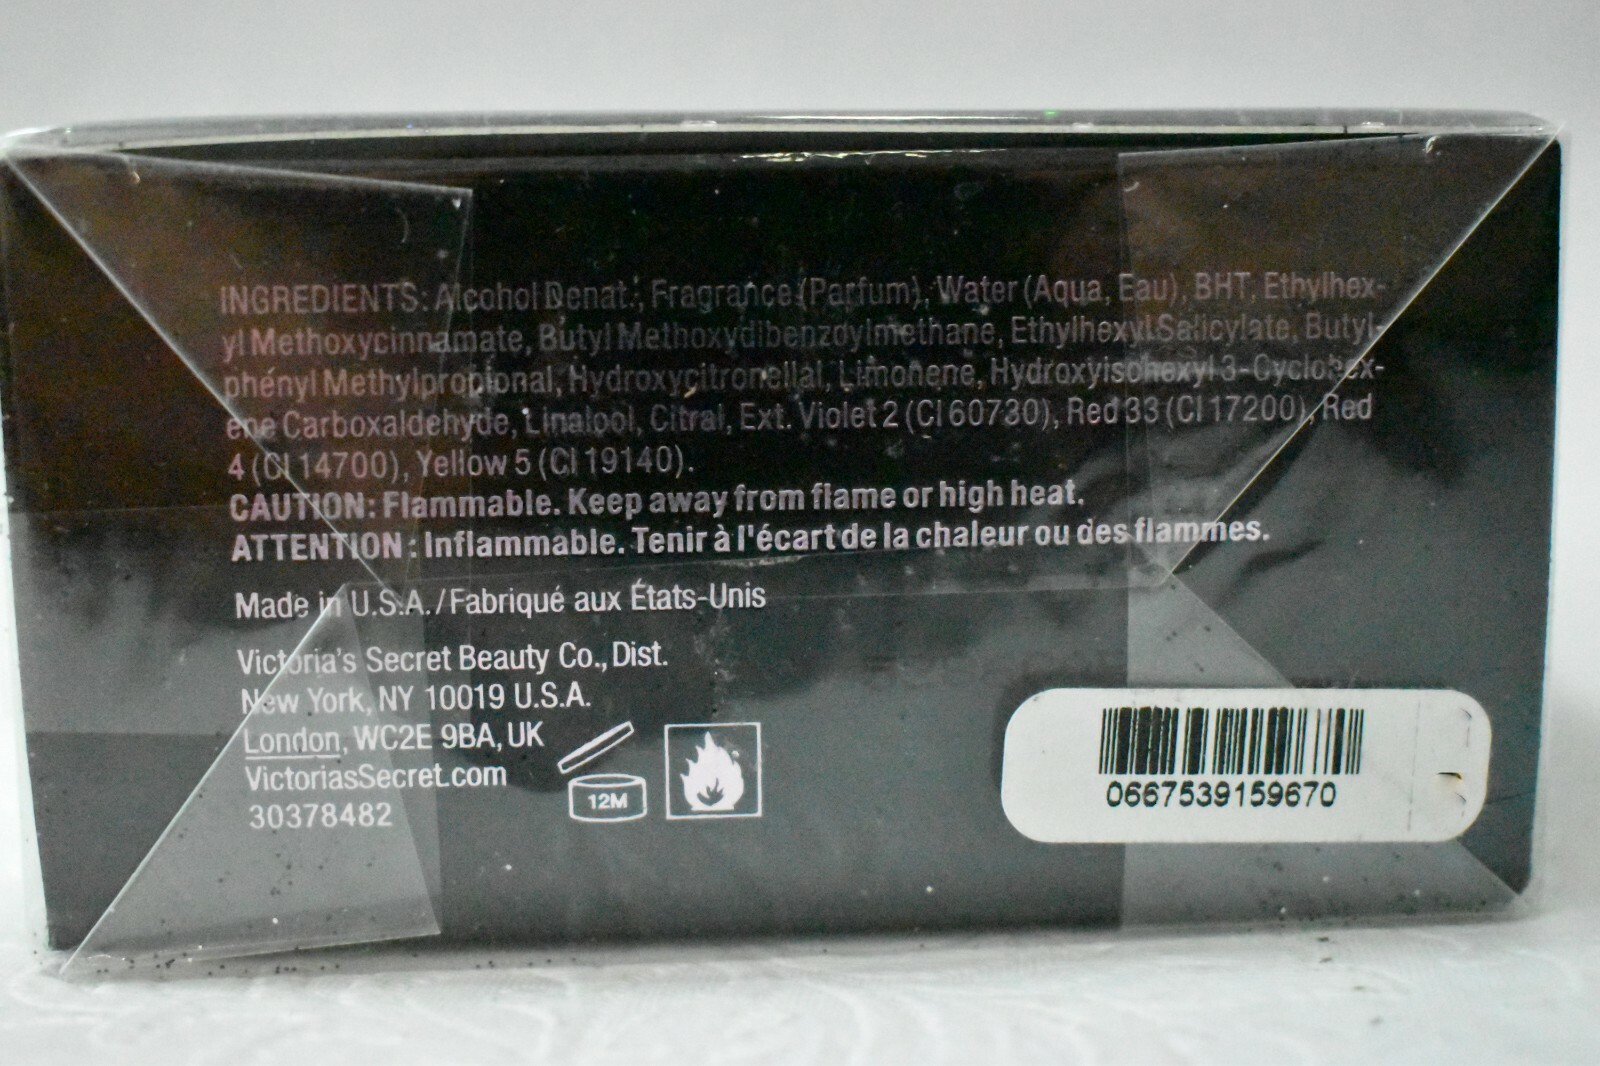 INGREDIENTS: Alcohol Denat., Fragrance (Parfum), Water (Aqua, Eau), BHT, Ethylhex-
yl Methoxycinnamate, Butyl Methoxydibenzoylmethane, Ethylhexyl Salicylate, Butyl-
phenyl Methylpropional, Hydroxycitronellal, Limonene, Hydroxyisohexyl 3-Cyclohex-
ene Carboxaldehyde, Linalool, Citral, Ext. Violet 2 (CI 60730), Red 33 (CI 17200), Red
4 (CI 14700), Yellow 5 (CI 19140).
CAUTION: Flammable. Keep away from flame or high heat.
ATTENTION : Inflammable. Tenir à l'écart de la chaleur ou des flammes.
Made in U.S.A. / Fabriqué aux États-Unis
Victoria's Secret Beauty Co., Dist.
New York, NY 10019 U.S.A.
London, WC2E 9BA, UK
VictoriasSecret.com
30378482
12M
0667539159670